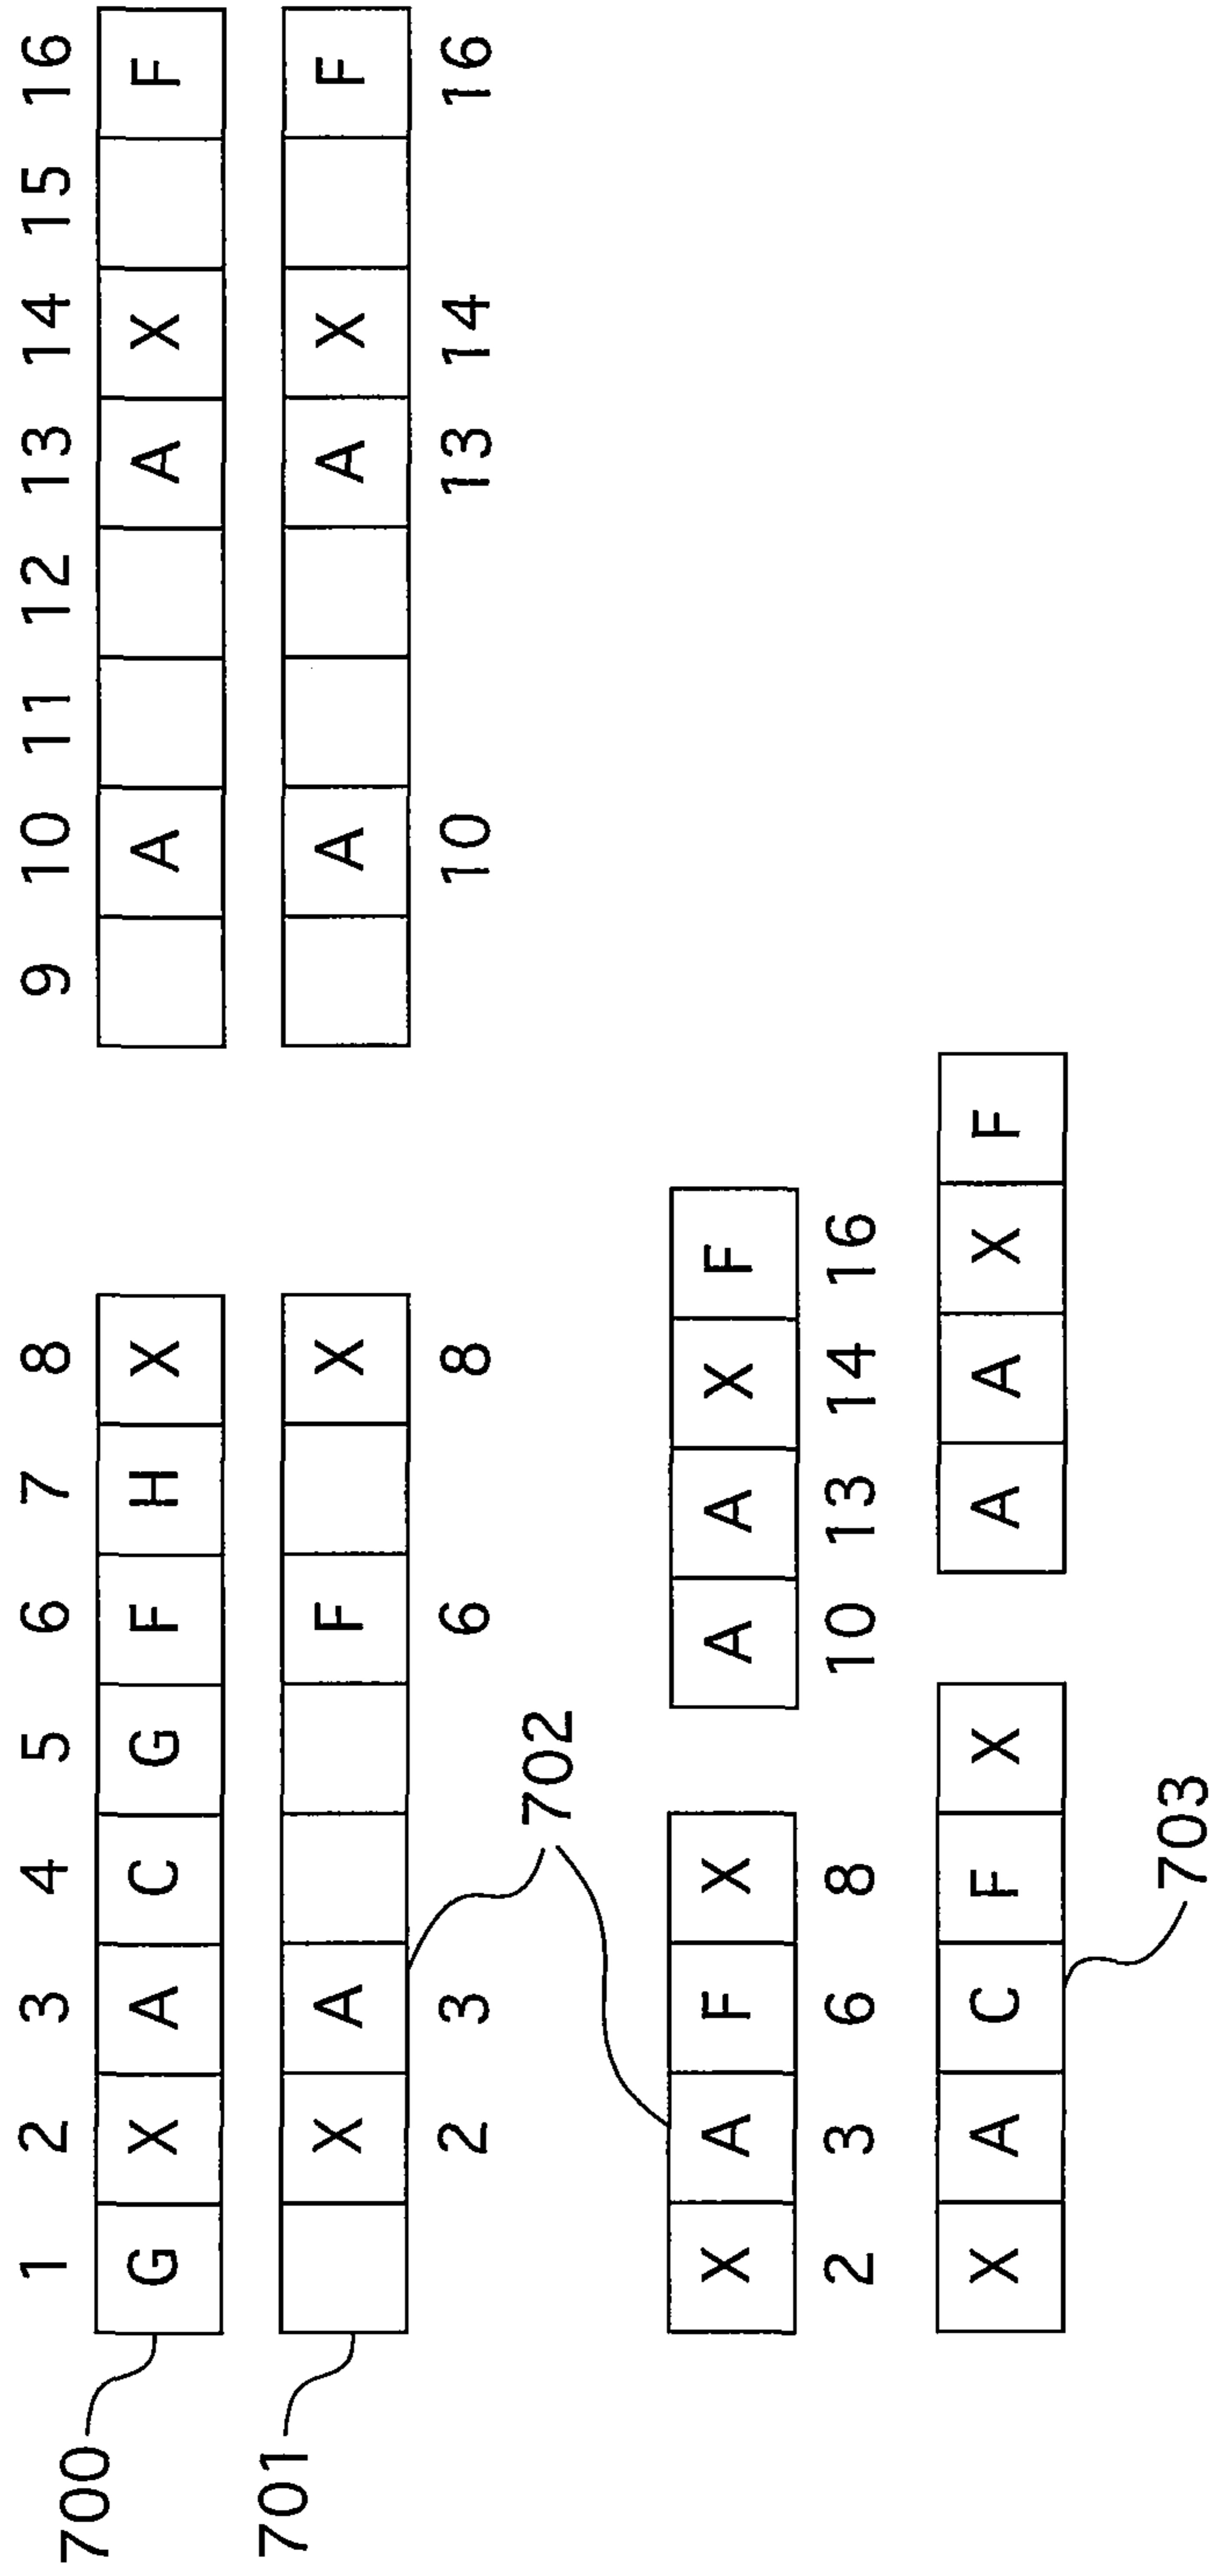 1 2 3 4 5 6 7 8 9 10 11 12 13 14 15 16
700 G X A C G F H X A A X F
701 X A F X A A X F
2 3 6 8 10 13 14 16
702
X A F X A A X F
2 3 6 8 10 13 14 16
X A C F X A A X F
703